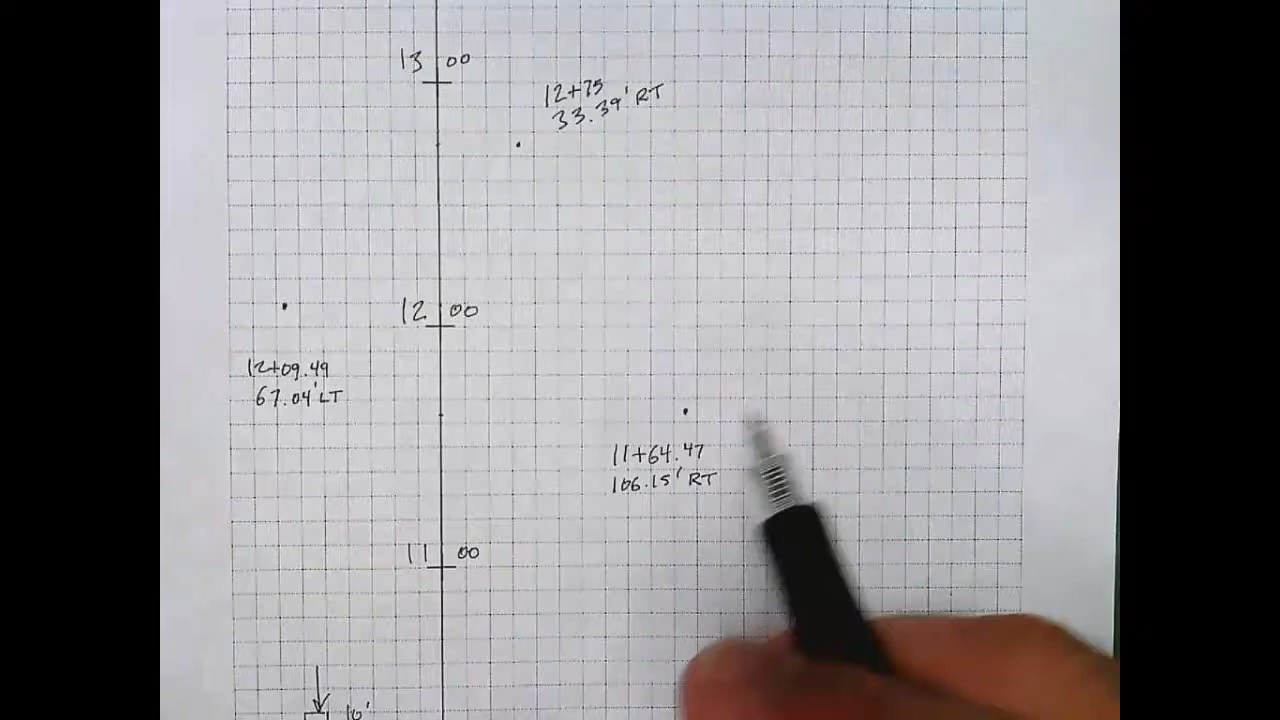 13 00
12+75
33.39' RT
12 00
12+09.49
67.04' LT
11+64.47
106.15' RT
11 00
10'